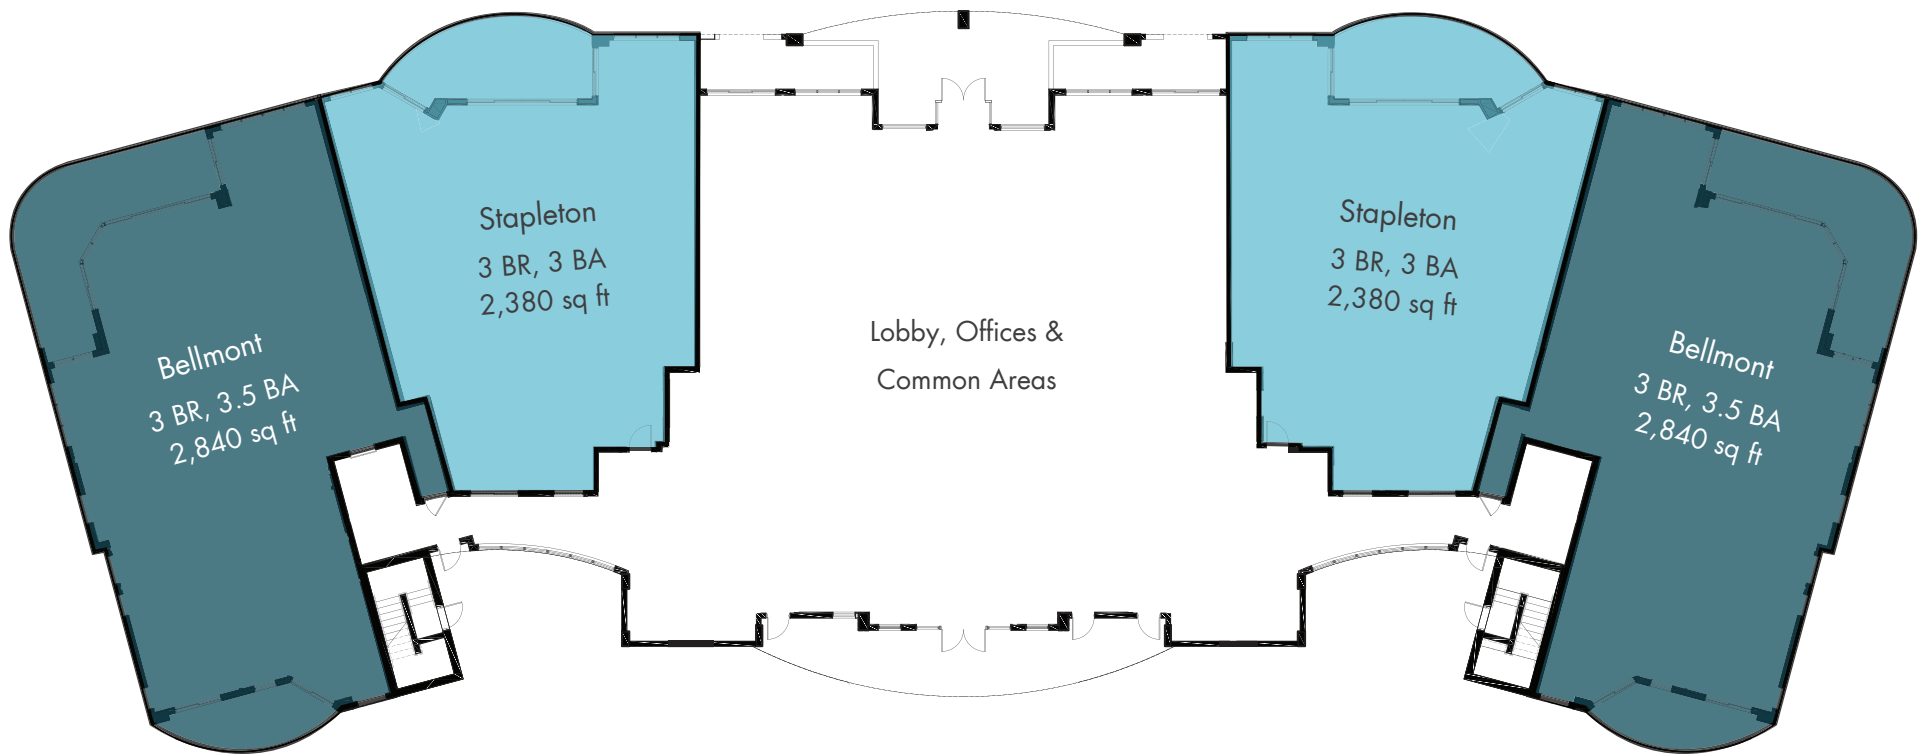 Stapleton
3 BR, 3 BA
2,380 sq ft
Stapleton
3 BR, 3 BA
2,380 sq ft
Lobby, Offices &
Common Areas
Bellmont
3 BR, 3.5 BA
2,840 sq ft
Bellmont
3 BR, 3.5 BA
2,840 sq ft